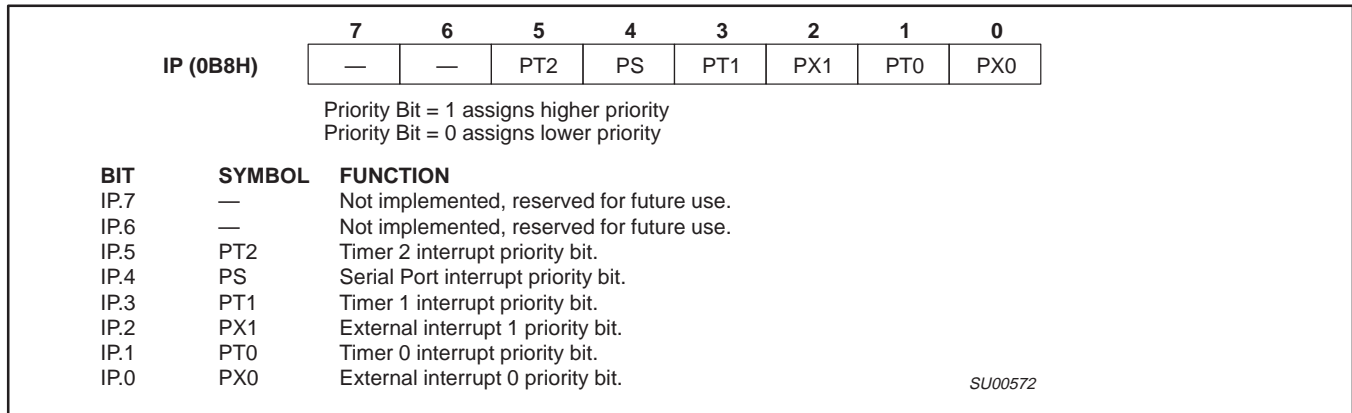 7 6 5 4 3 2 1 0
IP (0B8H) — — PT2 PS PT1 PX1 PT0 PX0
Priority Bit = 1 assigns higher priority
Priority Bit = 0 assigns lower priority
BIT SYMBOL FUNCTION
IP.7 — Not implemented, reserved for future use.
IP.6 — Not implemented, reserved for future use.
IP.5 PT2 Timer 2 interrupt priority bit.
IP.4 PS Serial Port interrupt priority bit.
IP.3 PT1 Timer 1 interrupt priority bit.
IP.2 PX1 External interrupt 1 priority bit.
IP.1 PT0 Timer 0 interrupt priority bit.
IP.0 PX0 External interrupt 0 priority bit.
SU00572